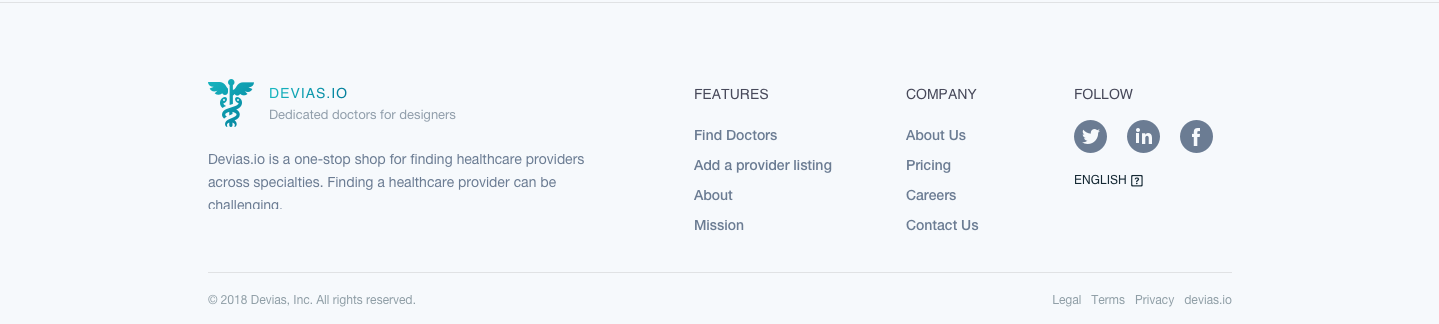 DEVIAS.IO
Dedicated doctors for designers
Devias.io is a one-stop shop for finding healthcare providers
across specialties. Finding a healthcare provider can be
challenging.
FEATURES
Find Doctors
Add a provider listing
About
Mission
COMPANY
About Us
Pricing
Careers
Contact Us
FOLLOW
ENGLISH
© 2018 Devias, Inc. All rights reserved.
Legal Terms Privacy devias.io